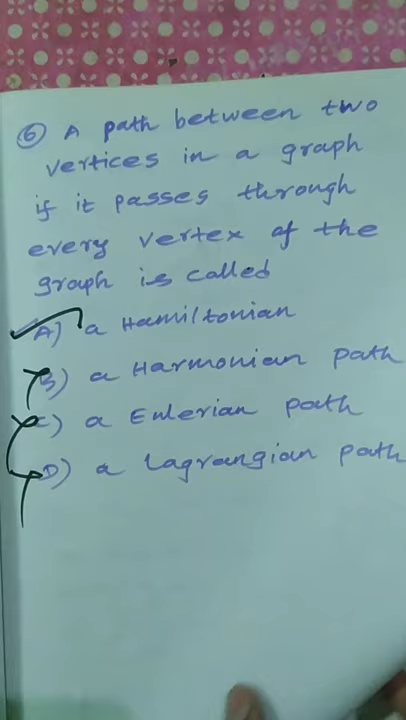 ⑥ A path between two
vertices in a graph
if it passes through
every vertex of the
graph is called
A) a Hamiltonian
B) a Harmonian path
C) a Eulerian path
D) a Lagrangian path